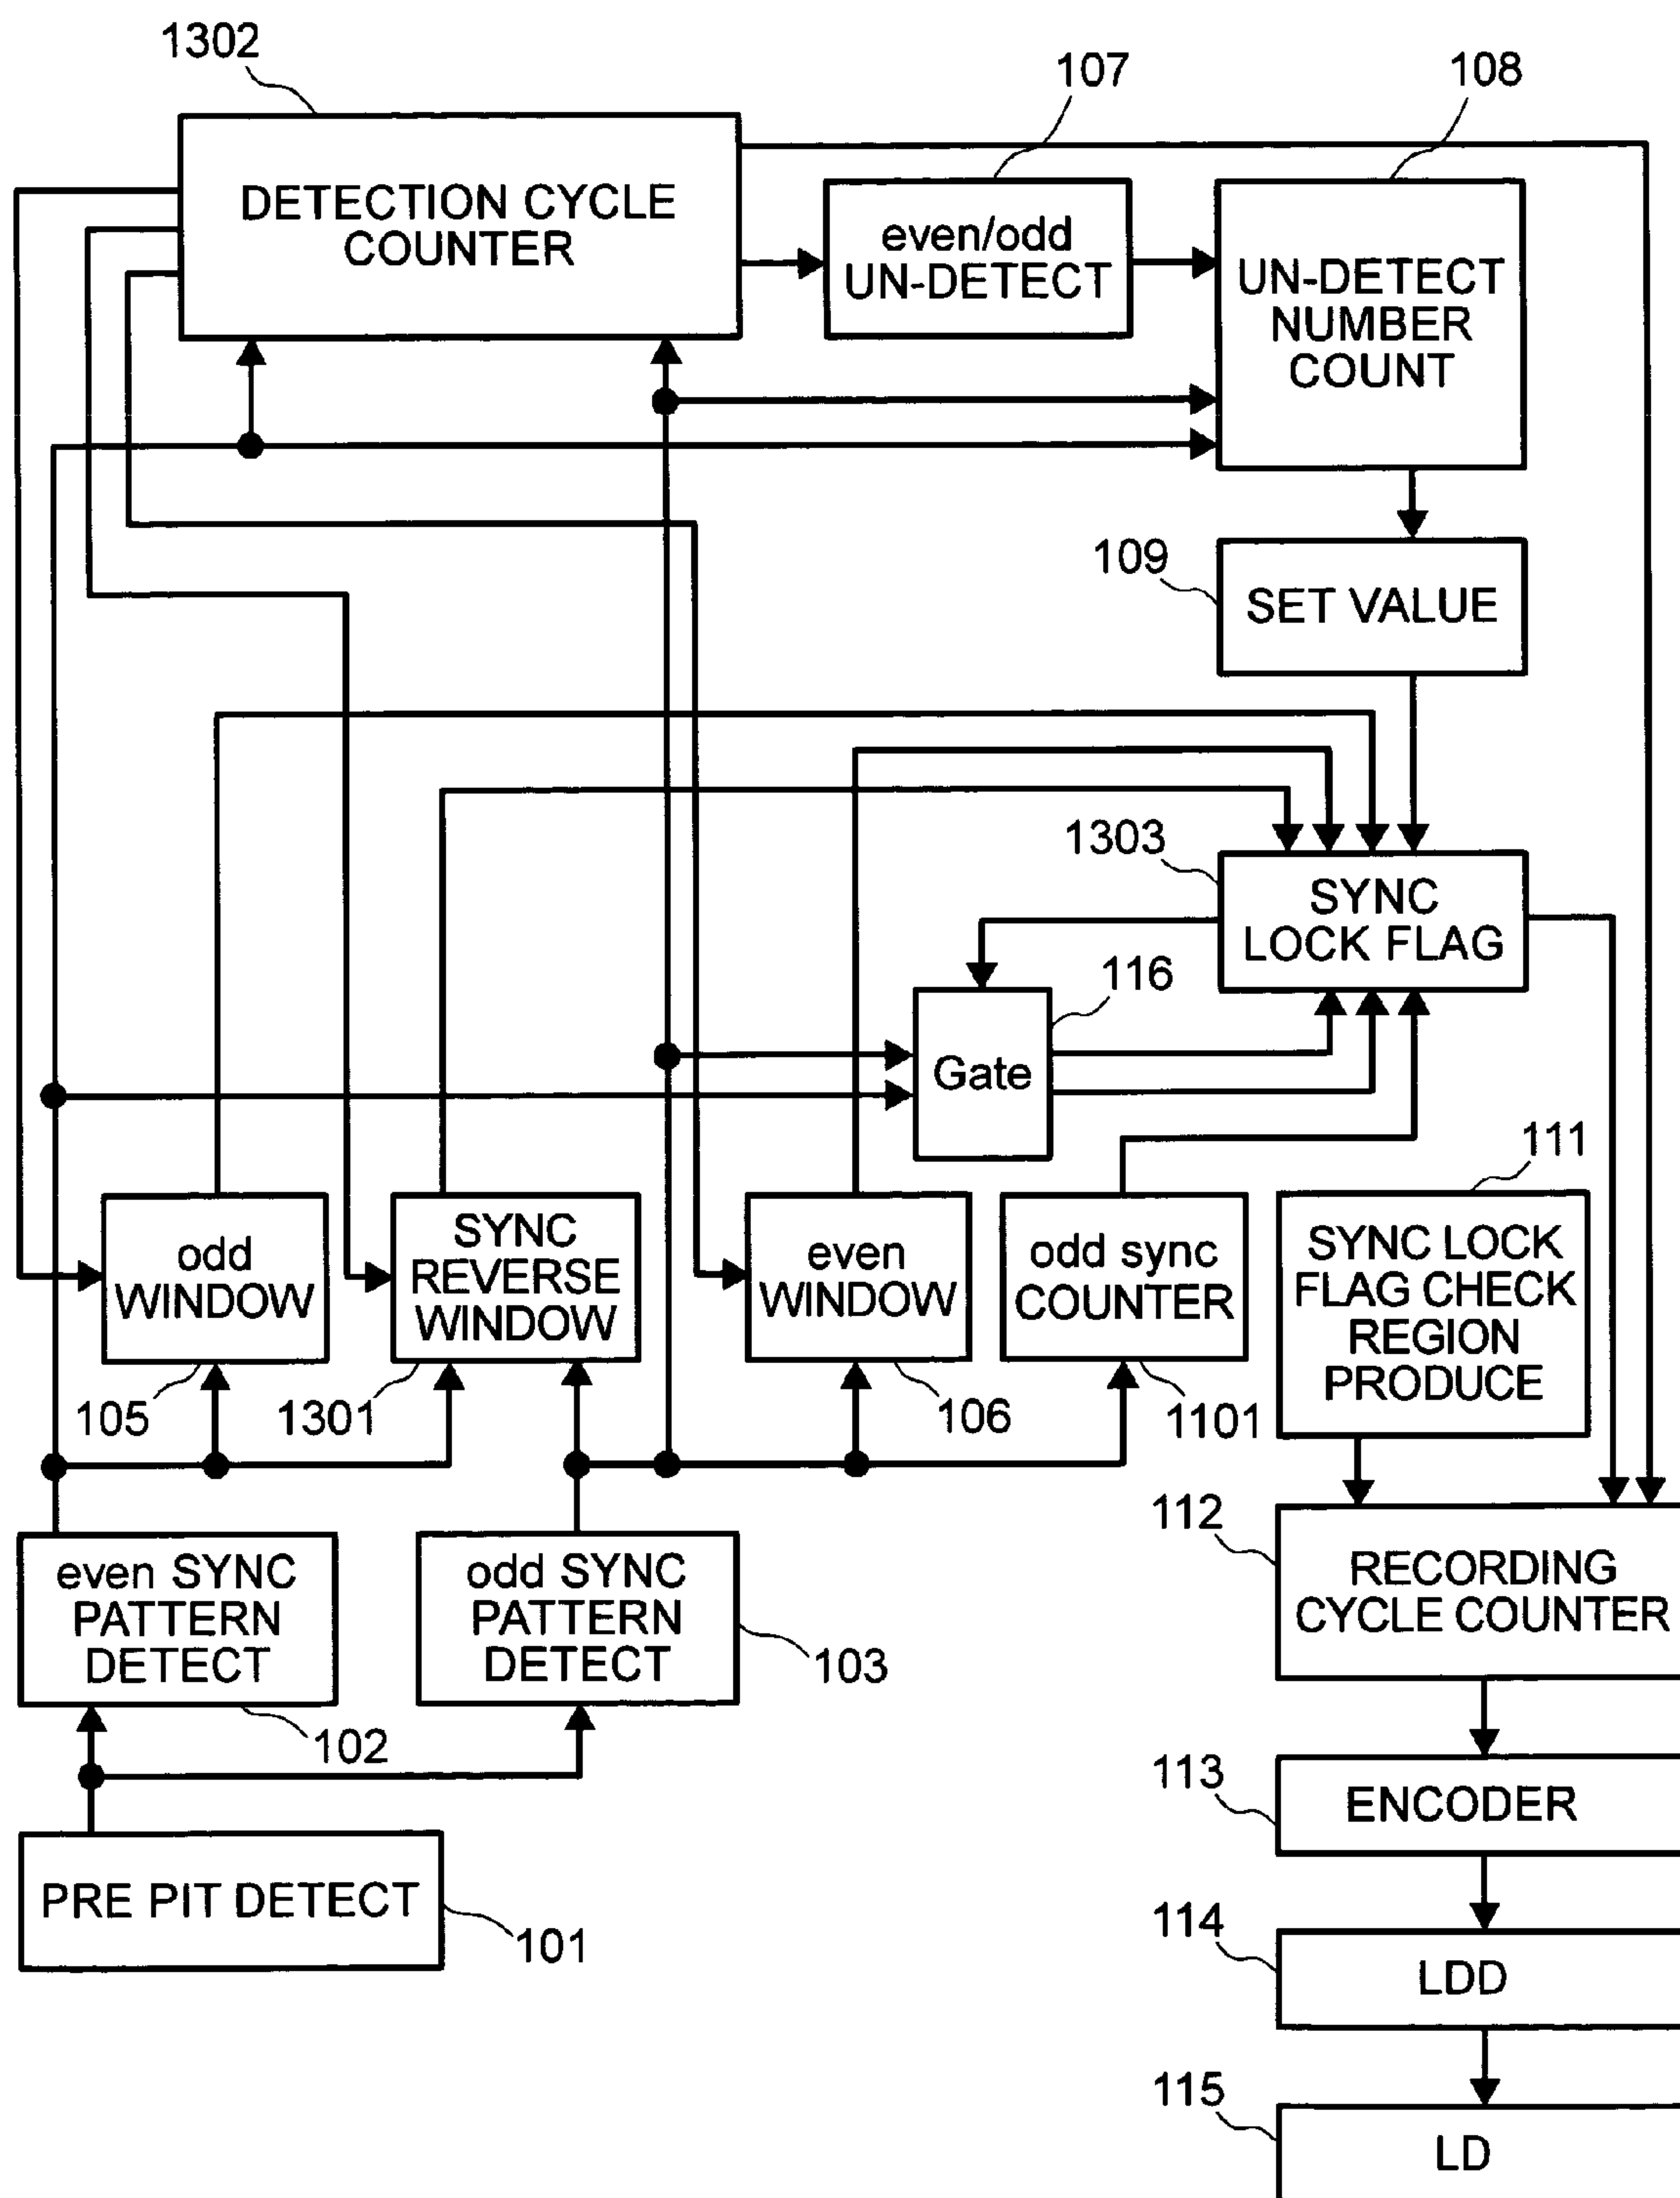 1302
107
108
DETECTION CYCLE
COUNTER
even/odd
UN-DETECT
UN-DETECT
NUMBER
COUNT
109
SET VALUE
1303
SYNC
LOCK FLAG
116
Gate
111
odd
WINDOW
SYNC
REVERSE
WINDOW
even
WINDOW
odd sync
COUNTER
SYNC LOCK
FLAG CHECK
REGION
PRODUCE
105
1301
106
1101
112
even SYNC
PATTERN
DETECT
odd SYNC
PATTERN
DETECT
RECORDING
CYCLE COUNTER
103
102
113
ENCODER
PRE PIT DETECT
101
114
LDD
115
LD